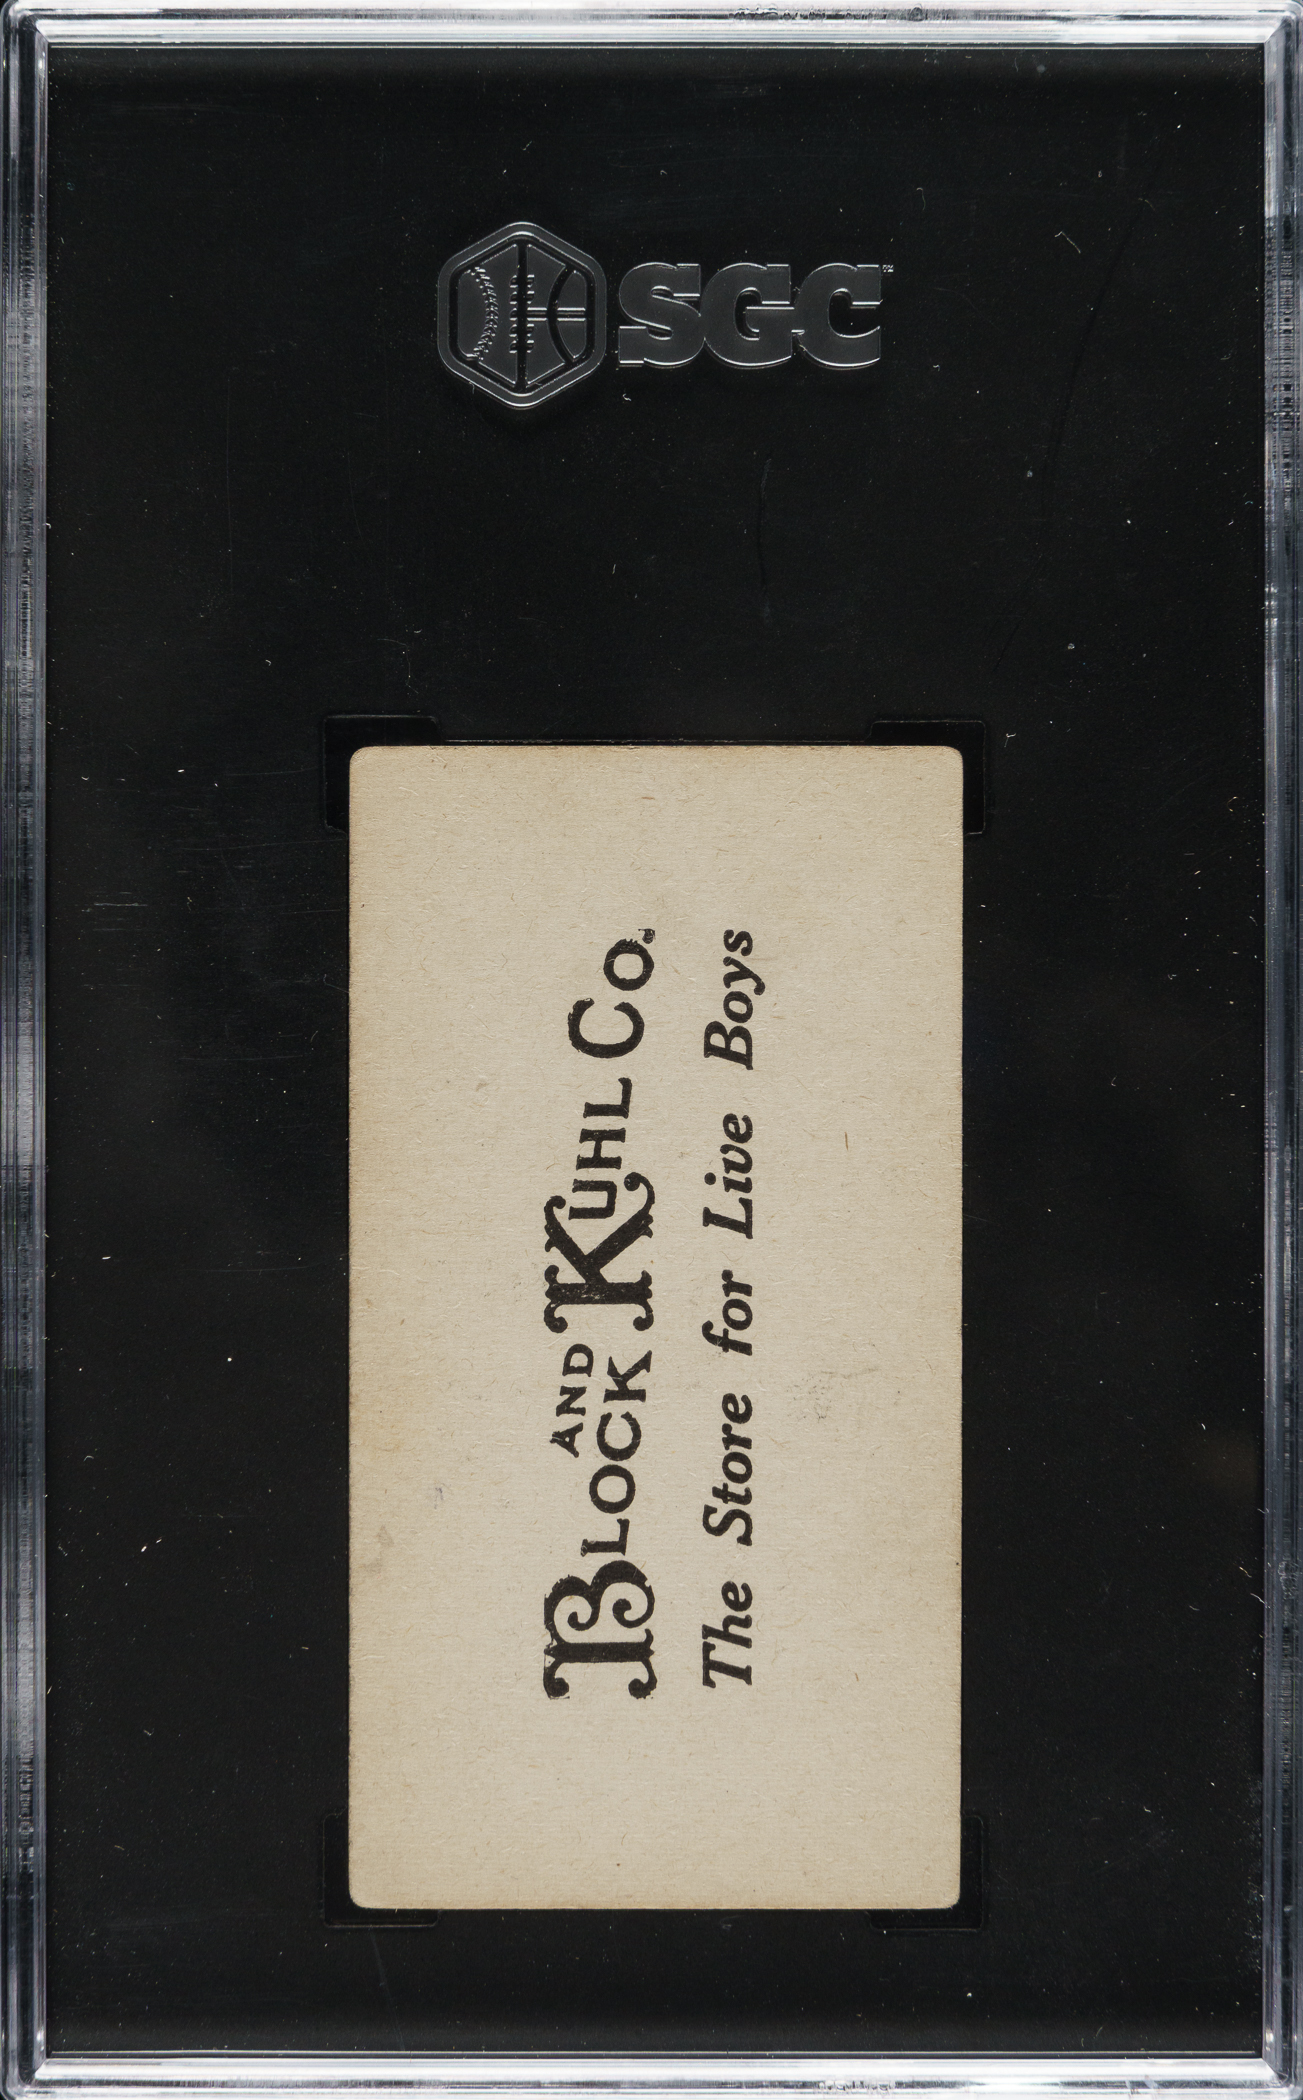 SGC
BLOCK AND KUHL CO.
The Store for Live Boys